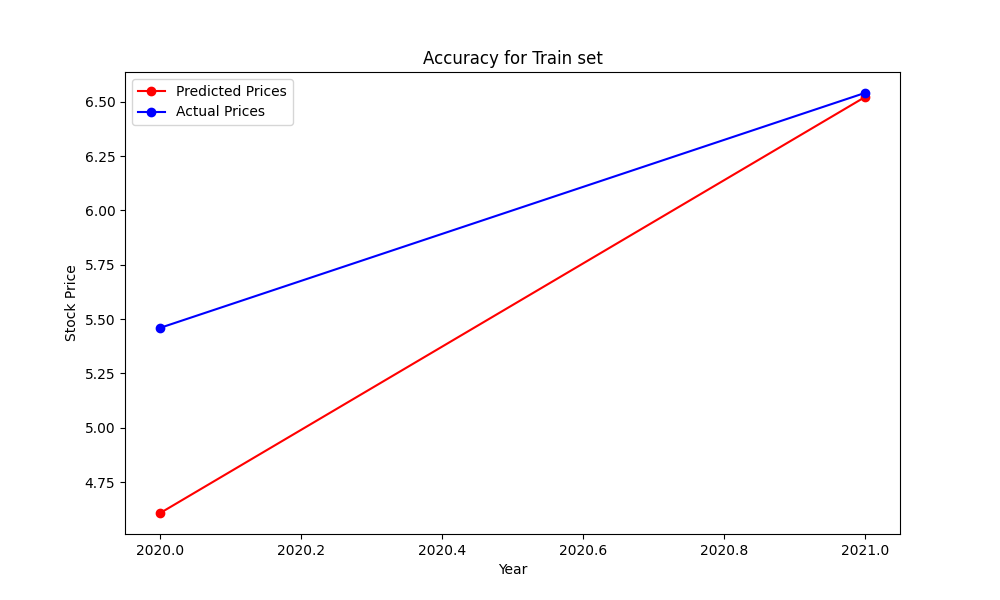 Accuracy for Train set
Predicted Prices
Actual Prices
6.50
6.25
6.00
5.75
5.50
5.25
5.00
4.75
Stock Price
2020.0 2020.2 2020.4 2020.6 2020.8 2021.0
Year